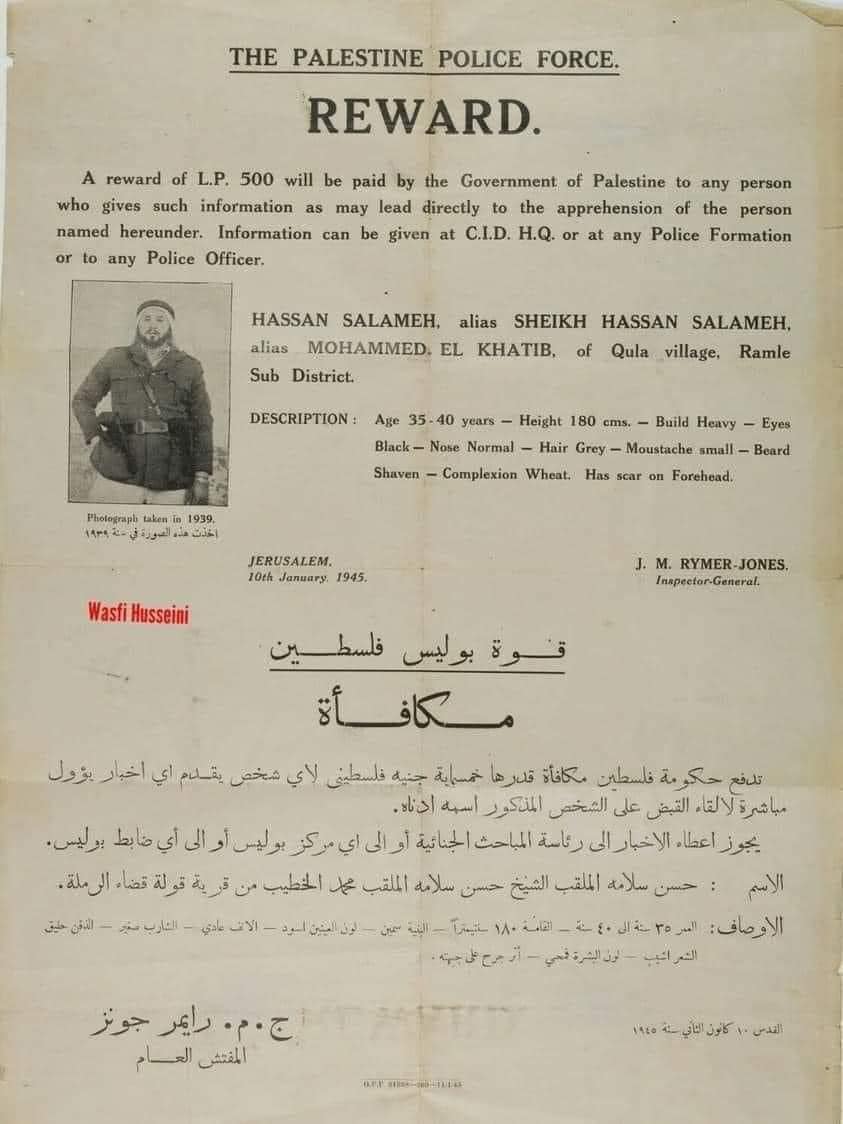 THE PALESTINE POLICE FORCE.
REWARD.
A reward of L.P. 500 will be paid by the Government of Palestine to any person
who gives such information as may lead directly to the apprehension of the person
named hereunder. Information can be given at C.I.D. H.Q. or at any Police Formation
or to any Police Officer.
HASSAN SALAMEH, alias SHEIKH HASSAN SALAMEH,
alias MOHAMMED. EL KHATIB, of Qula village, Ramle
Sub District.
DESCRIPTION : Age 35-40 years — Height 180 cms. — Build Heavy — Eyes
Black — Nose Normal — Hair Grey — Moustache small — Beard
Shaven — Complexion Wheat. Has scar on Forehead.
Photograph taken in 1939.
اخذت هذه الصورة في سنة ١٩٣٩
JERUSALEM,
10th January, 1945.
J. M. RYMER-JONES.
Inspector-General.
Wasfi Husseini
قوة بوليس فلسطين
مكافأة
تدفع حكومة فلسطين مكافأة قدرها خمسماية جنيه فلسطيني لاي شخص يقدم اي اخبار يؤول
مباشرة لالقاء القبض على الشخص المذكور اسمه ادناه.
يجوز اعطاء الاخبار الى رئاسة المباحث الجنائية أو الى اي مركز بوليس أو الى أي ضابط بوليس.
الاسم : حسن سلامه الملقب الشيخ حسن سلامه الملقب محمد الخطيب من قرية قولة قضاء الرملة.
الاوصاف: العمر ٣٥ سنة الى ٤٠ سنة — القامة ١٨٠ سنتيمتراً — البنية سمين — لون العينين اسود — الانف عادي — الشارب صغير — الذقن حليق
الشعر اشيب — لون البشرة قمحي — أثر جرح على جبهته.
القدس ١٠ كانون الثاني سنة ١٩٤٥
ج.م. رايمر جونز
المفتش العام